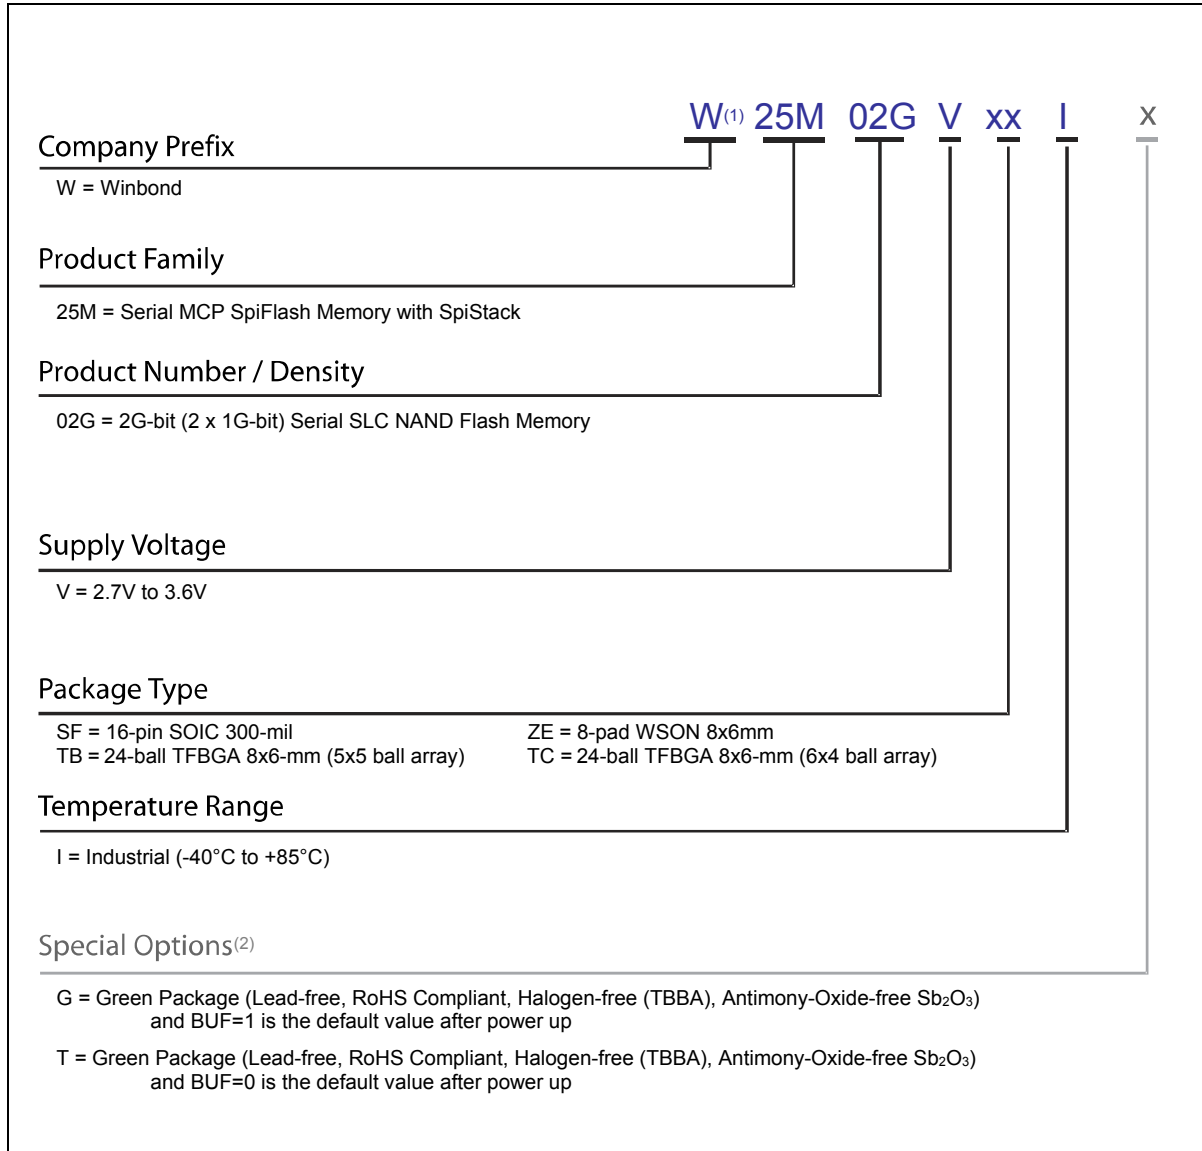 W(1) 25M 02G V xx I x
Company Prefix
W = Winbond
Product Family
25M = Serial MCP SpiFlash Memory with SpiStack
Product Number / Density
02G = 2G-bit (2 x 1G-bit) Serial SLC NAND Flash Memory
Supply Voltage
V = 2.7V to 3.6V
Package Type
SF = 16-pin SOIC 300-mil ZE = 8-pad WSON 8x6mm
TB = 24-ball TFBGA 8x6-mm (5x5 ball array) TC = 24-ball TFBGA 8x6-mm (6x4 ball array)
Temperature Range
I = Industrial (-40°C to +85°C)
Special Options(2)
G = Green Package (Lead-free, RoHS Compliant, Halogen-free (TBBA), Antimony-Oxide-free Sb₂O₃)
and BUF=1 is the default value after power up
T = Green Package (Lead-free, RoHS Compliant, Halogen-free (TBBA), Antimony-Oxide-free Sb₂O₃)
and BUF=0 is the default value after power up